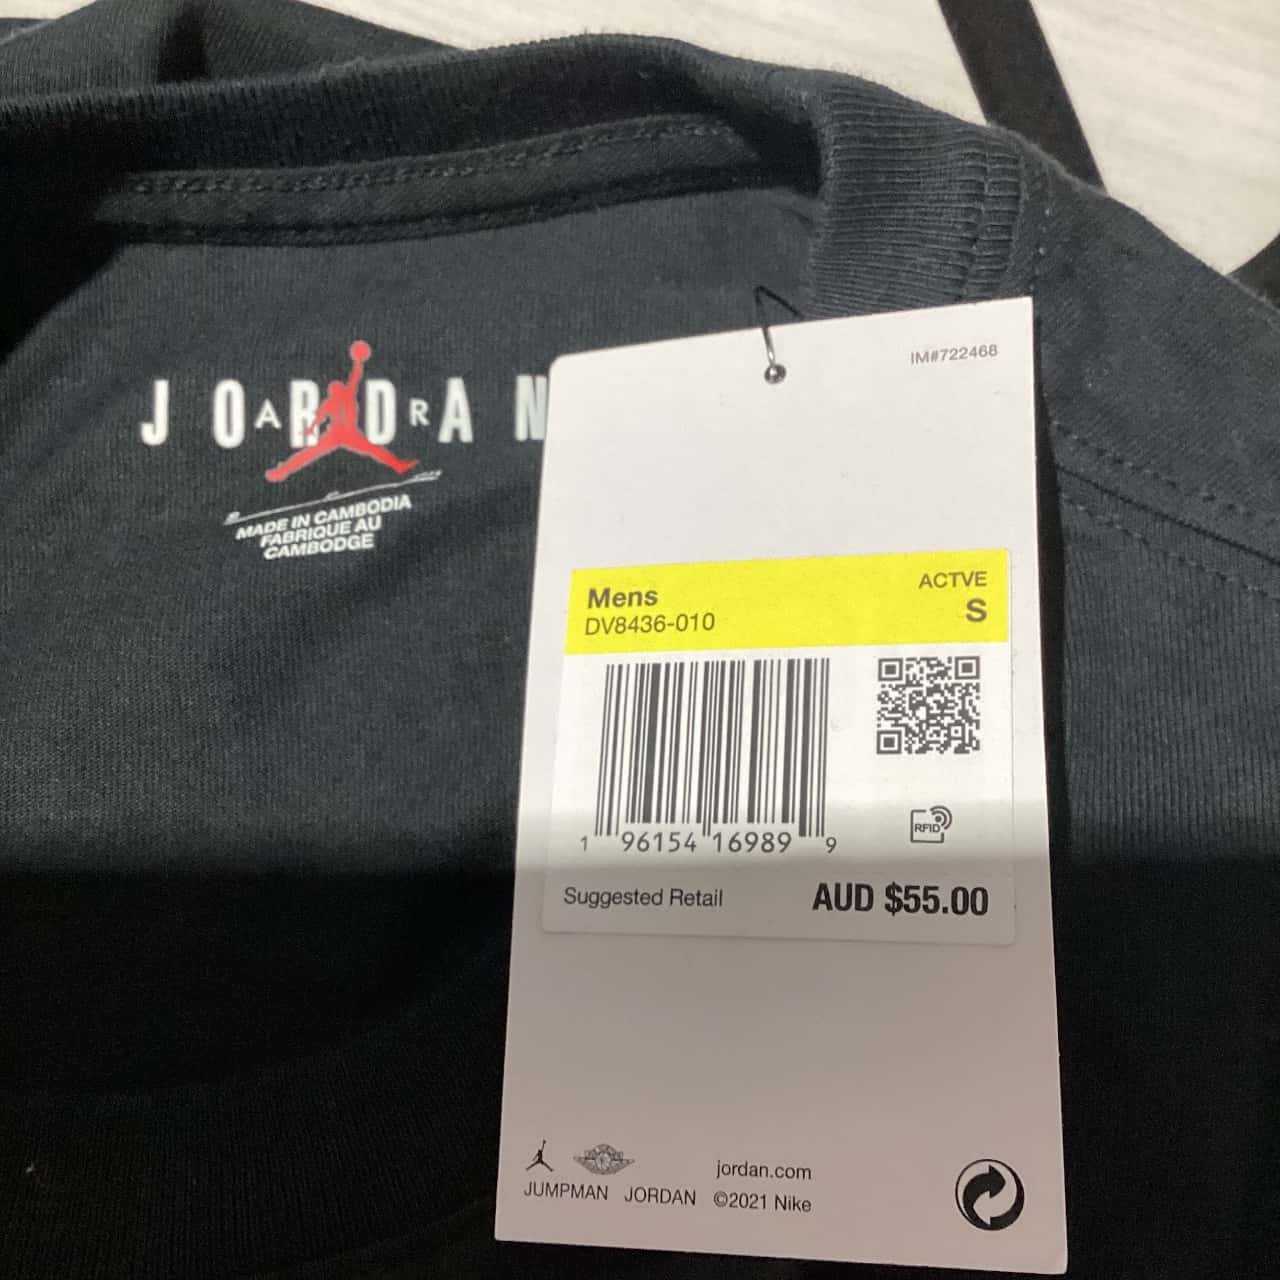 JORDAN
AIR
MADE IN CAMBODIA
FABRIQUE AU
CAMBODGE
IM#722468
Mens ACTVE
DV8436-010 S
1 96154 16989 9
RFID
Suggested Retail AUD $55.00
jordan.com
JUMPMAN JORDAN ©2021 Nike